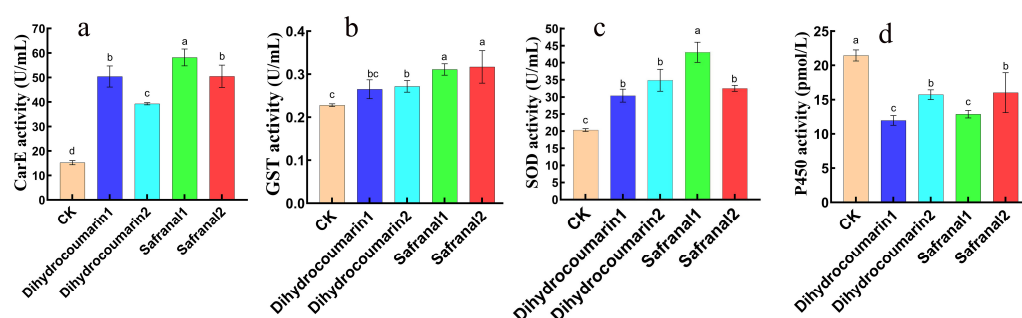 a
CarE activity (U/mL)
70
60
50
40
30
20
10
0
d
b
c
a
b
CK
Dihydrocoumarin1
Dihydrocoumarin2
Safranal1
Safranal2
b
GST activity (U/mL)
0.4
0.3
0.2
0.1
0.0
c
bc
b
a
a
CK
Dihydrocoumarin1
Dihydrocoumarin2
Safranal1
Safranal2
c
SOD activity (U/mL)
50
45
40
35
30
25
20
15
10
5
0
c
b
b
a
b
CK
Dihydrocoumarin1
Dihydrocoumarin2
Safranal1
Safranal2
d
P450 activity (pmol/L)
25
20
15
10
5
0
a
c
b
c
b
CK
Dihydrocoumarin1
Dihydrocoumarin2
Safranal1
Safranal2